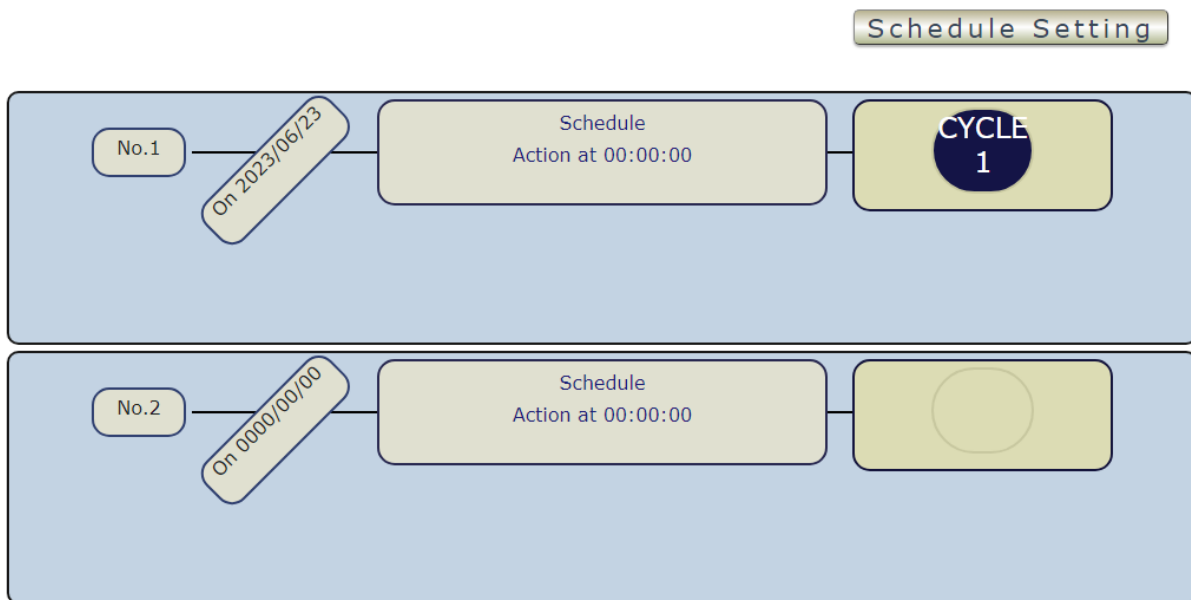 Schedule Setting
No.1
On 2023/06/23
Schedule
Action at 00:00:00
CYCLE
1
No.2
On 0000/00/00
Schedule
Action at 00:00:00